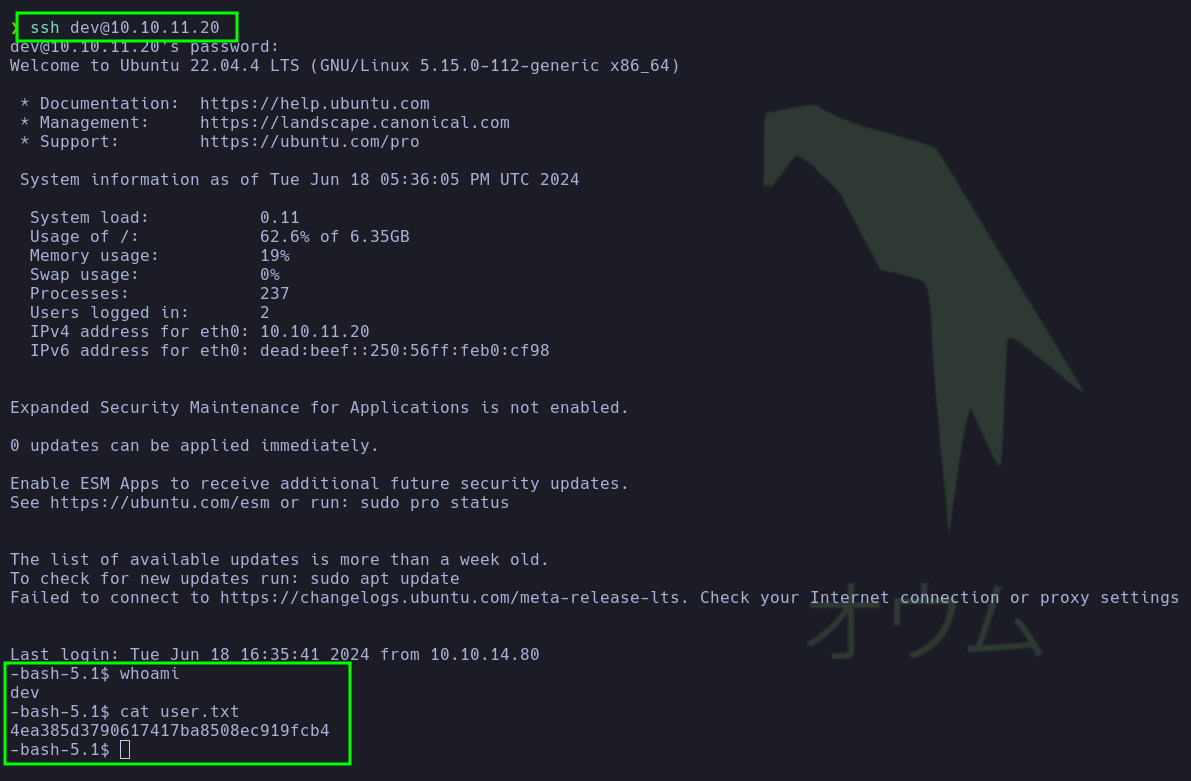 ❯ ssh dev@10.10.11.20
dev@10.10.11.20's password:
Welcome to Ubuntu 22.04.4 LTS (GNU/Linux 5.15.0-112-generic x86_64)
* Documentation:  https://help.ubuntu.com
* Management:     https://landscape.canonical.com
* Support:        https://ubuntu.com/pro
System information as of Tue Jun 18 05:36:05 PM UTC 2024
System load:           0.11
Usage of /:            62.6% of 6.35GB
Memory usage:          19%
Swap usage:            0%
Processes:             237
Users logged in:       2
IPv4 address for eth0: 10.10.11.20
IPv6 address for eth0: dead:beef::250:56ff:feb0:cf98
Expanded Security Maintenance for Applications is not enabled.
0 updates can be applied immediately.
Enable ESM Apps to receive additional future security updates.
See https://ubuntu.com/esm or run: sudo pro status
The list of available updates is more than a week old.
To check for new updates run: sudo apt update
Failed to connect to https://changelogs.ubuntu.com/meta-release-lts. Check your Internet connection or proxy settings
オウム
Last login: Tue Jun 18 16:35:41 2024 from 10.10.14.80
-bash-5.1$ whoami
dev
-bash-5.1$ cat user.txt
4ea385d3790617417ba8508ec919fcb4
-bash-5.1$